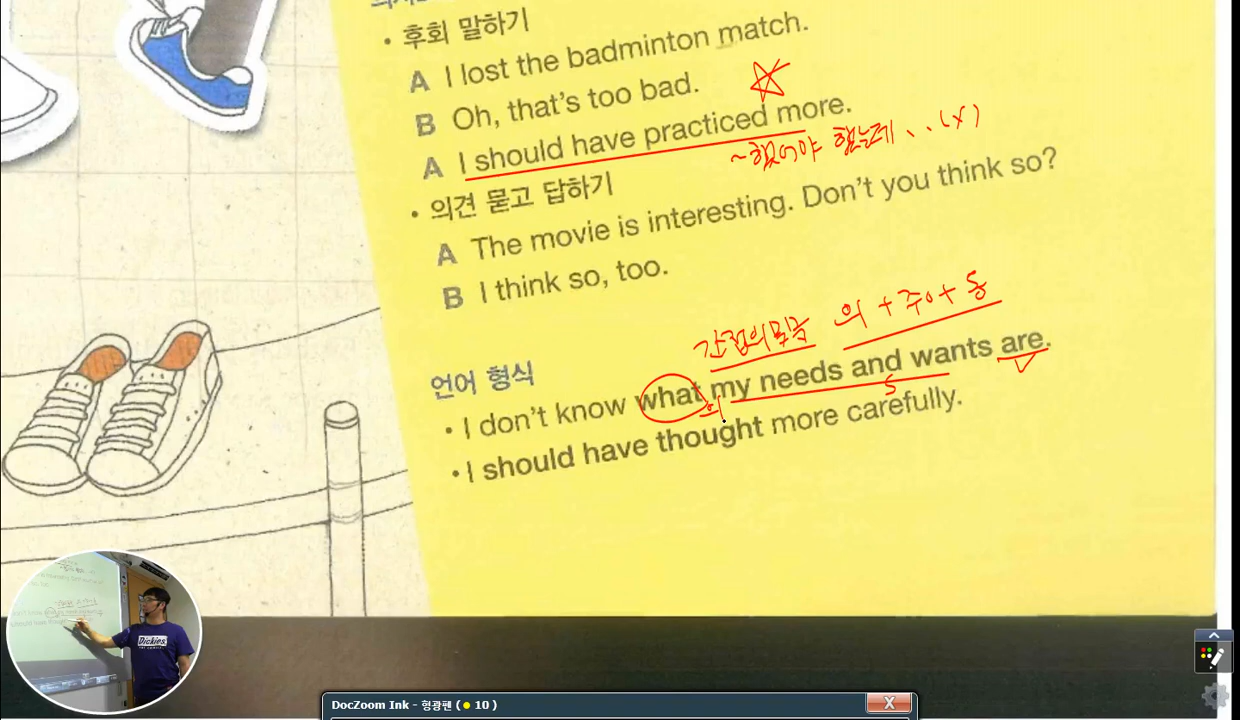 • 후회 말하기
A I lost the badminton match.
B Oh, that's too bad.
A I should have practiced more.
~했어야 했는데 ...(X)
• 의견 묻고 답하기
A The movie is interesting. Don't you think so?
B I think so, too.
간접의문문 의 + 주어 + 동
언어 형식
• I don't know what my needs and wants are.
의 S V
• I should have thought more carefully.
Dickies
DocZoom Ink - 형광펜 ( 10 )